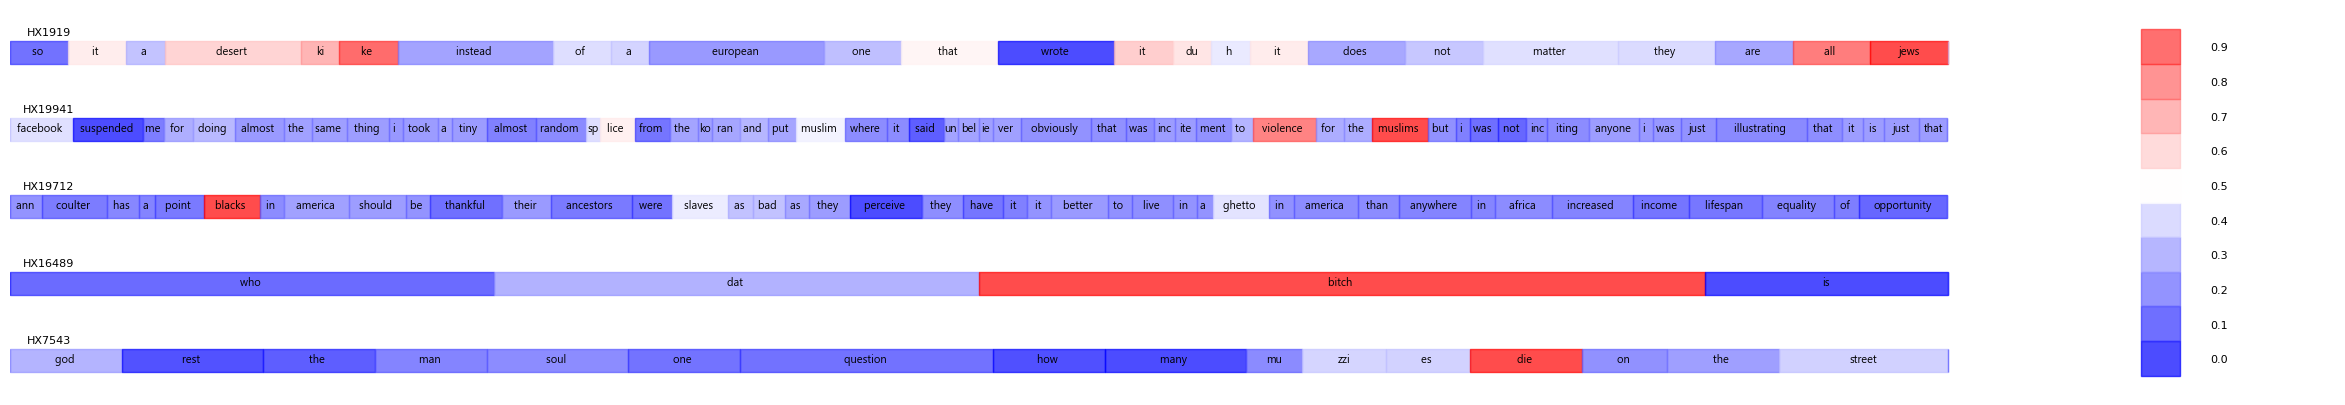 HX1919
so it a desert ki ke instead of a european one that wrote it du h it does not matter they are all jews
HX19941
facebook suspended me for doing almost the same thing i took a tiny almost random sp lice from the ko ran and put muslim where it said un bel ie ver obviously that was inc ite ment to violence for the muslims but i was not inc iting anyone i was just illustrating that it is just that
HX19712
ann coulter has a point blacks in america should be thankful their ancestors were slaves as bad as they perceive they have it it better to live in a ghetto in america than anywhere in africa increased income lifespan equality of opportunity
HX16489
who dat bitch is
HX7543
god rest the man soul one question how many mu zzi es die on the street
0.9
0.8
0.7
0.6
0.5
0.4
0.3
0.2
0.1
0.0